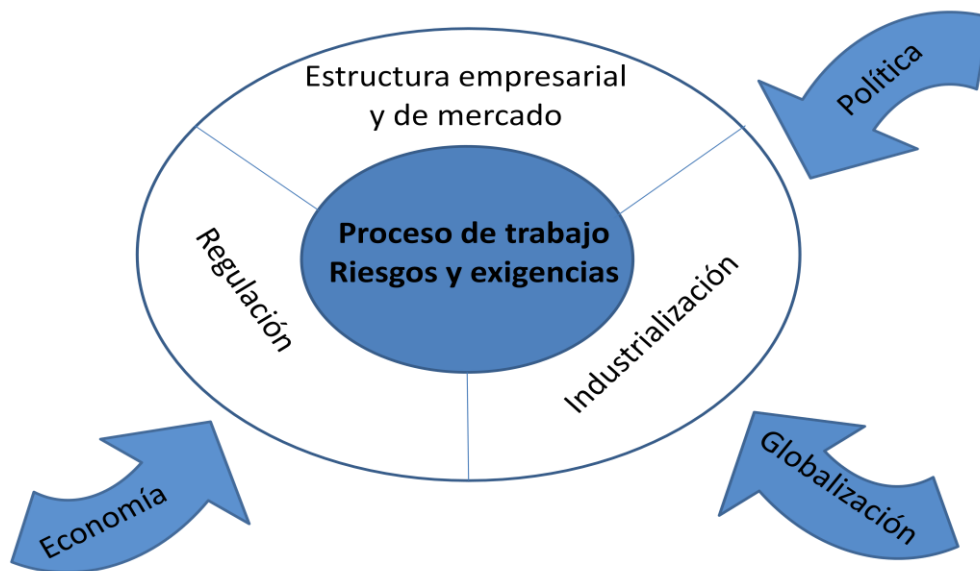 Estructura empresarial
y de mercado
Política
Proceso de trabajo
Riesgos y exigencias
Regulación
Industrialización
Economía
Globalización